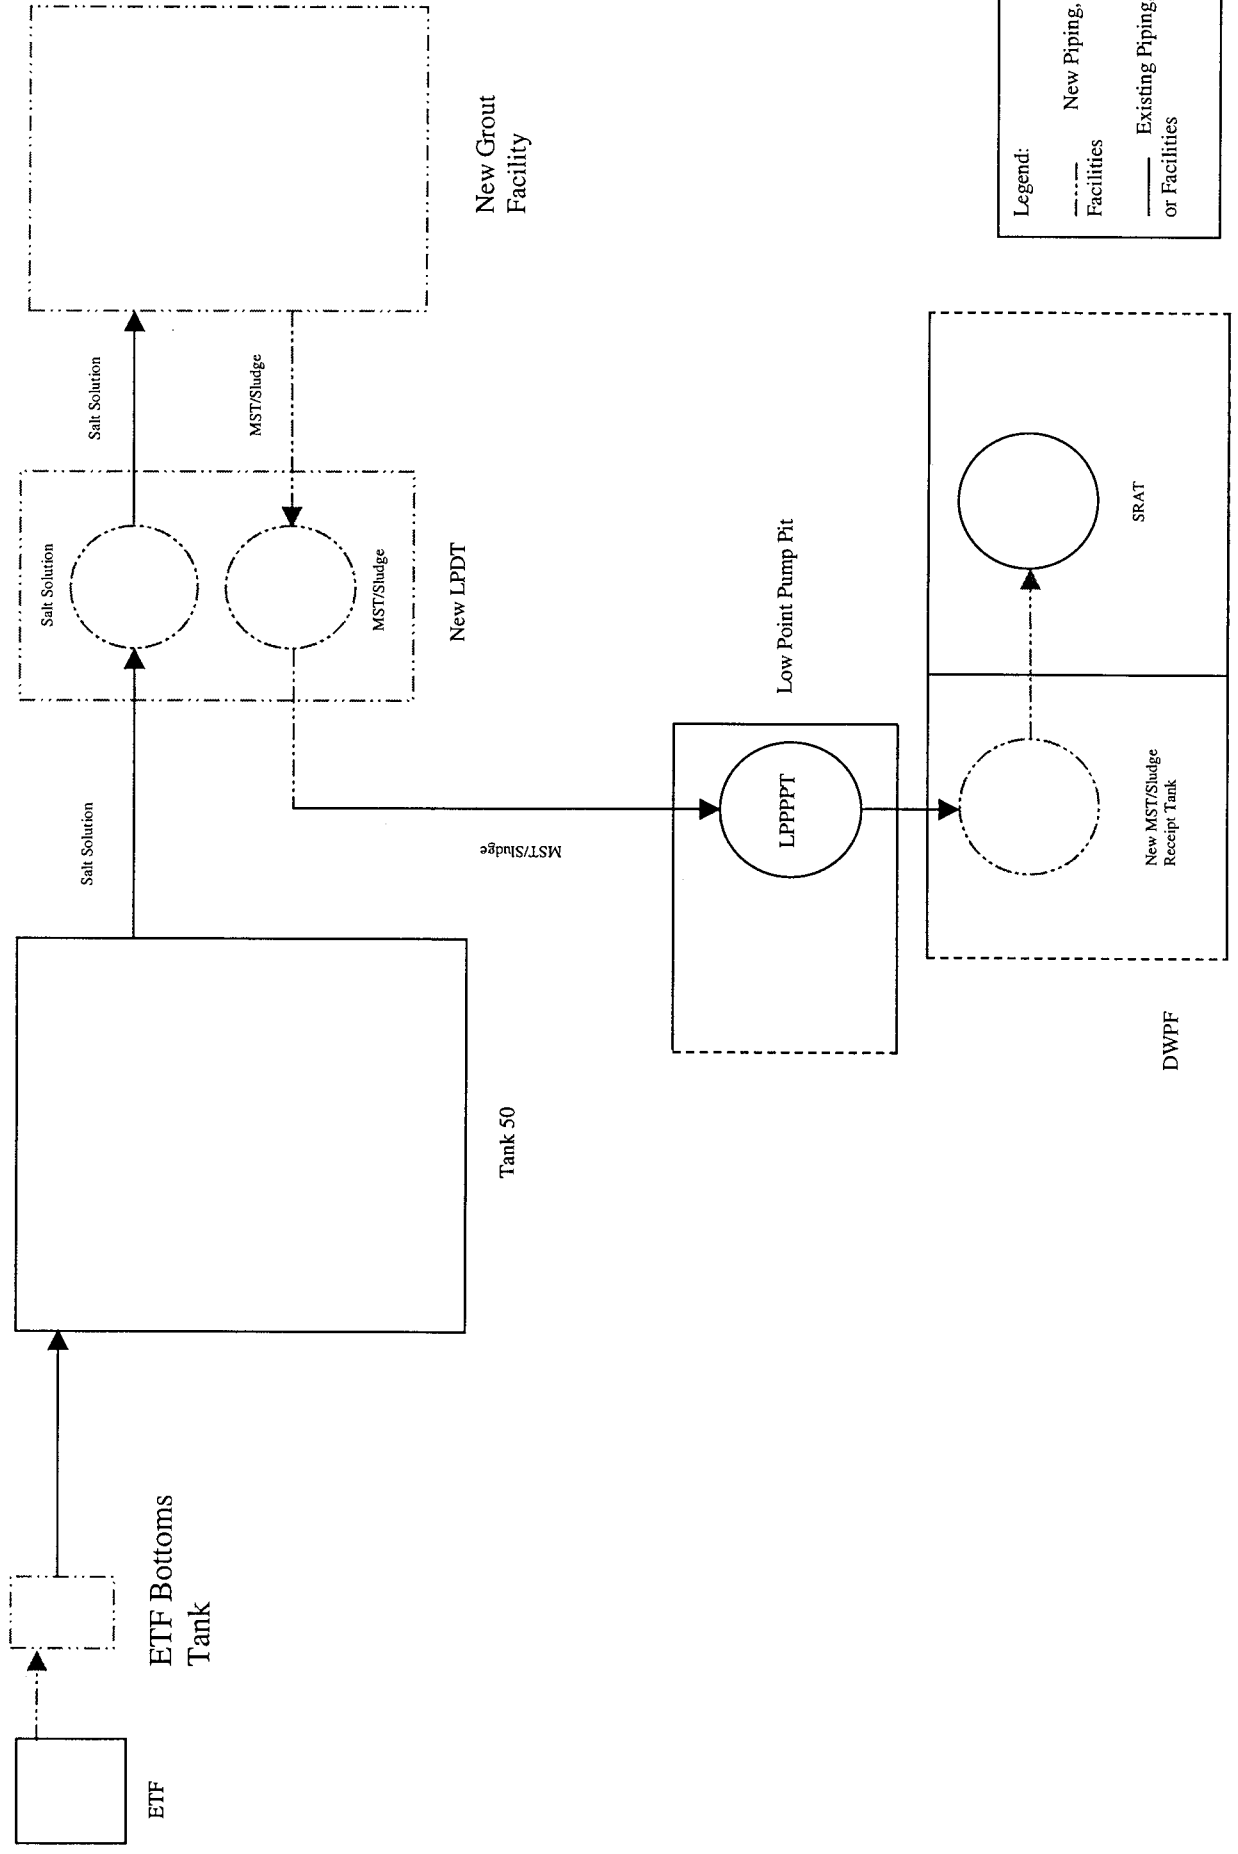 ETF
ETF Bottoms
Tank
Tank 50
Salt Solution
Salt Solution
MST/Sludge
New LPDT
Salt Solution
MST/Sludge
New Grout
Facility
MST/Sludge
LPPPPT
Low Point Pump Pit
DWPF
New MST/Sludge
Receipt Tank
SRAT
Legend:
New Piping,
Facilities
Existing Piping
or Facilities